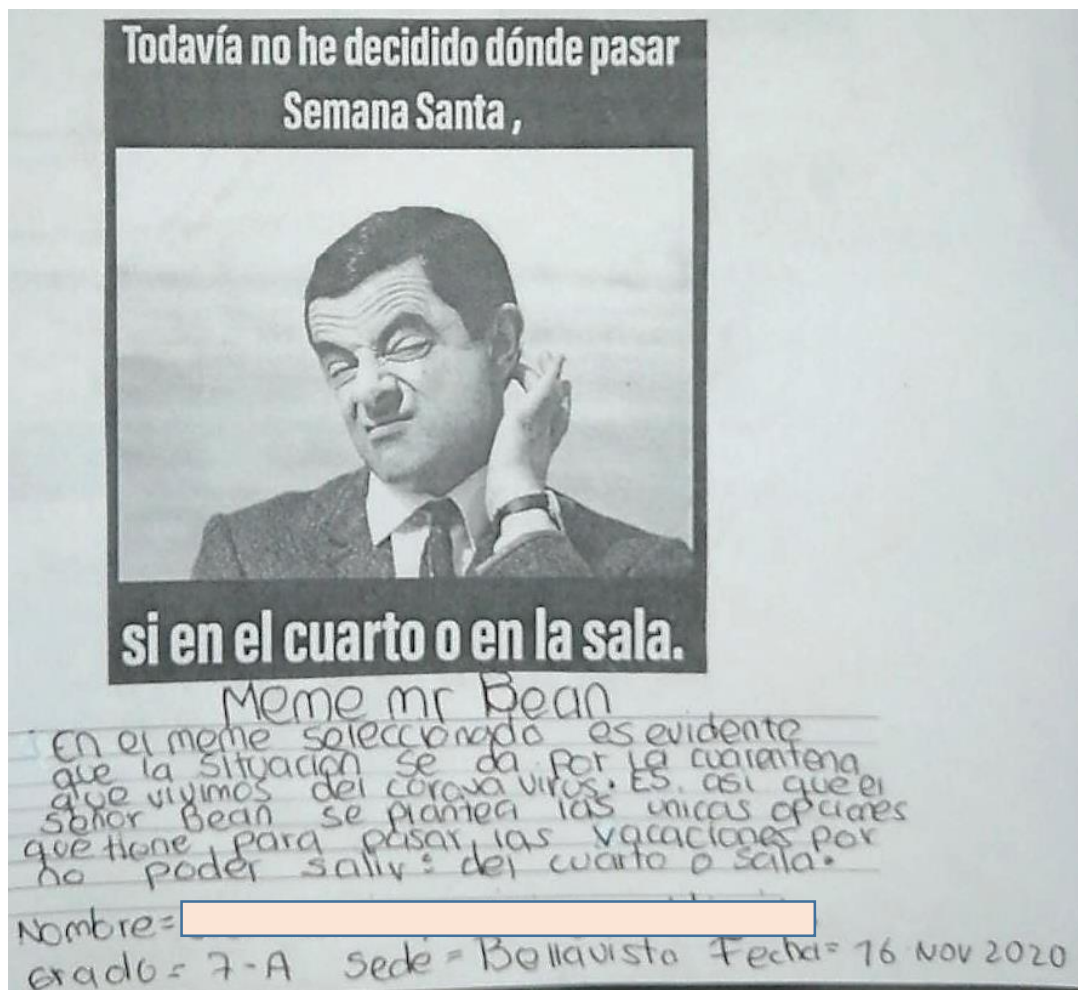 Todavía no he decidido dónde pasar
Semana Santa,
si en el cuarto o en la sala.
Meme mr Bean
En el meme seleccionado es evidente
que la situación se da por la cuarentena
que vivimos del corona virus. Es así que el
señor Bean se plantea las unicas opciones
que tiene para pasar las vacaciones por
no poder salir: del cuarto o sala.
Nombre=
Grado= 7-A Sede= Bellavista Fecha= 16 NOV 2020